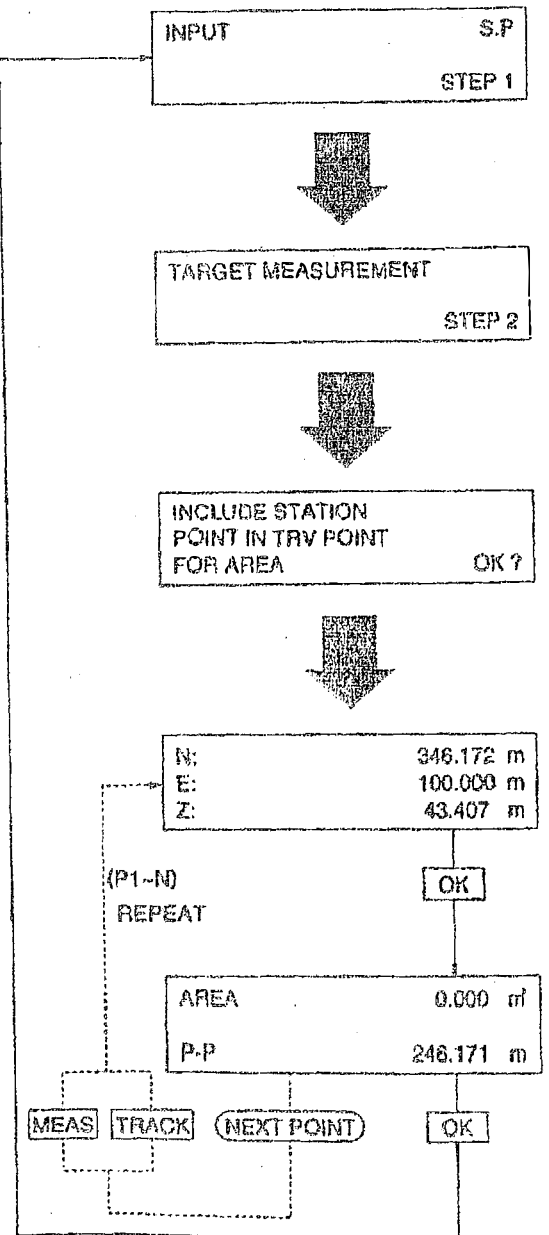 INPUT S.P
STEP 1
TARGET MEASUREMENT
STEP 2
INCLUDE STATION
POINT IN TRV POINT
FOR AREA OK ?
N: 346.172 m
E: 100.000 m
Z: 43.407 m
OK
(P1~N)
REPEAT
AREA 0.000 m²
P-P 246.171 m
MEAS TRACK NEXT POINT OK